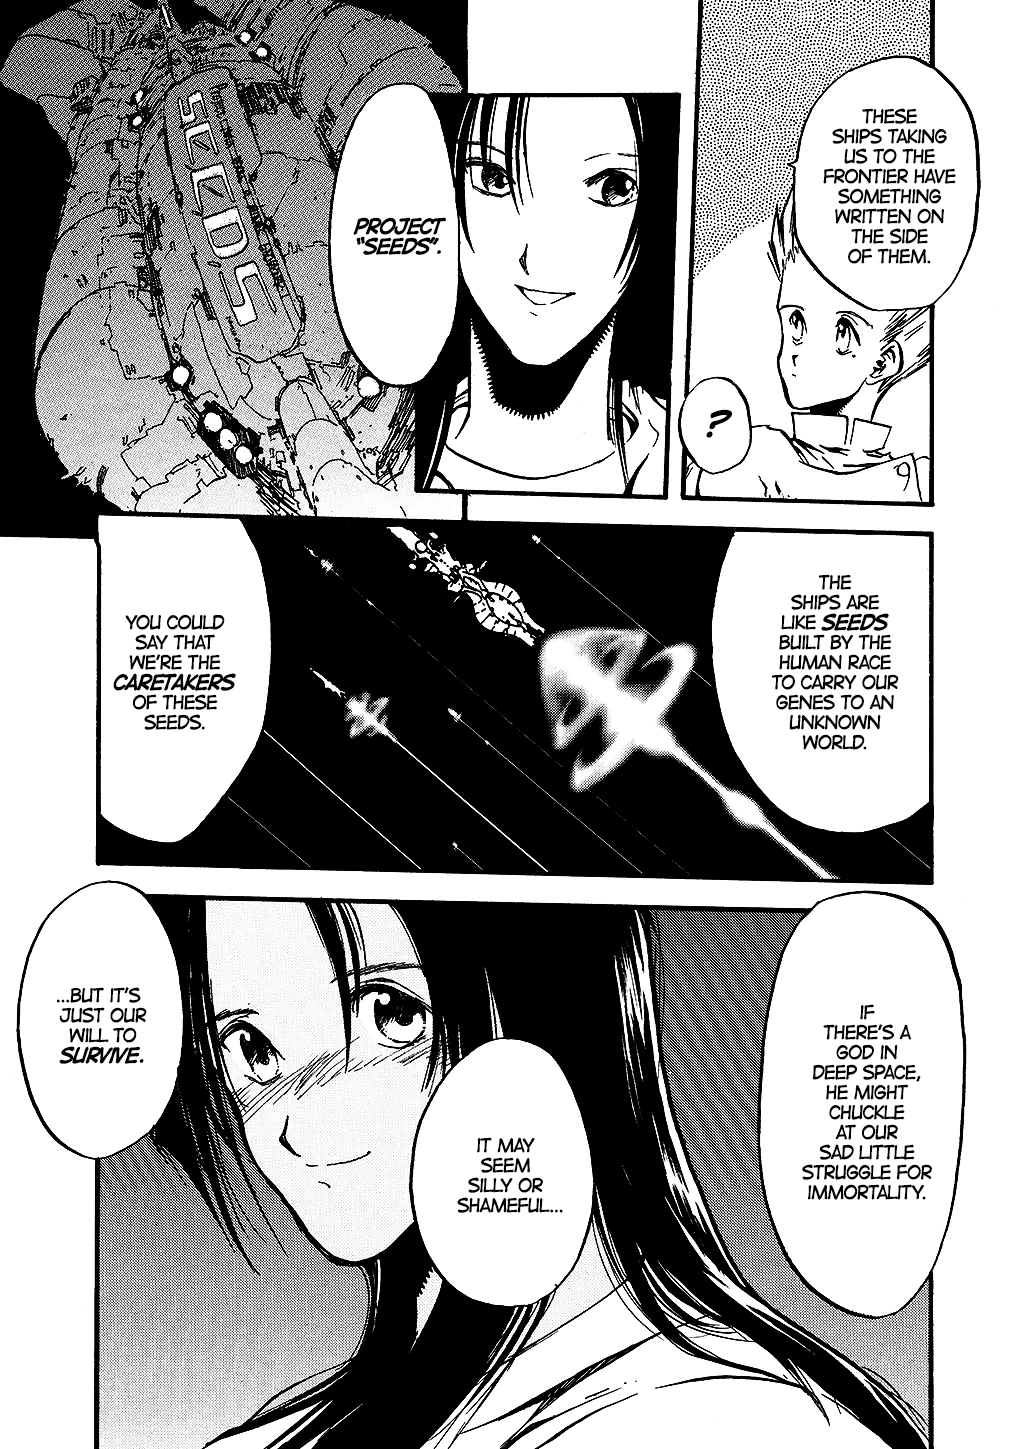 THESE
SHIPS TAKING
US TO THE
FRONTIER HAVE
SOMETHING
WRITTEN ON
THE SIDE
OF THEM.
?
PROJECT
"SEEDS".
SEEDS
THE
SHIPS ARE
LIKE SEEDS
BUILT BY THE
HUMAN RACE
TO CARRY OUR
GENES TO AN
UNKNOWN
WORLD.
YOU COULD
SAY THAT
WE'RE THE
CARETAKERS
OF THESE
SEEDS.
IF
THERE'S A
GOD IN
DEEP SPACE,
HE MIGHT
CHUCKLE
AT OUR
SAD LITTLE
STRUGGLE FOR
IMMORTALITY.
IT MAY
SEEM
SILLY OR
SHAMEFUL...
...BUT IT'S
JUST OUR
WILL TO
SURVIVE.